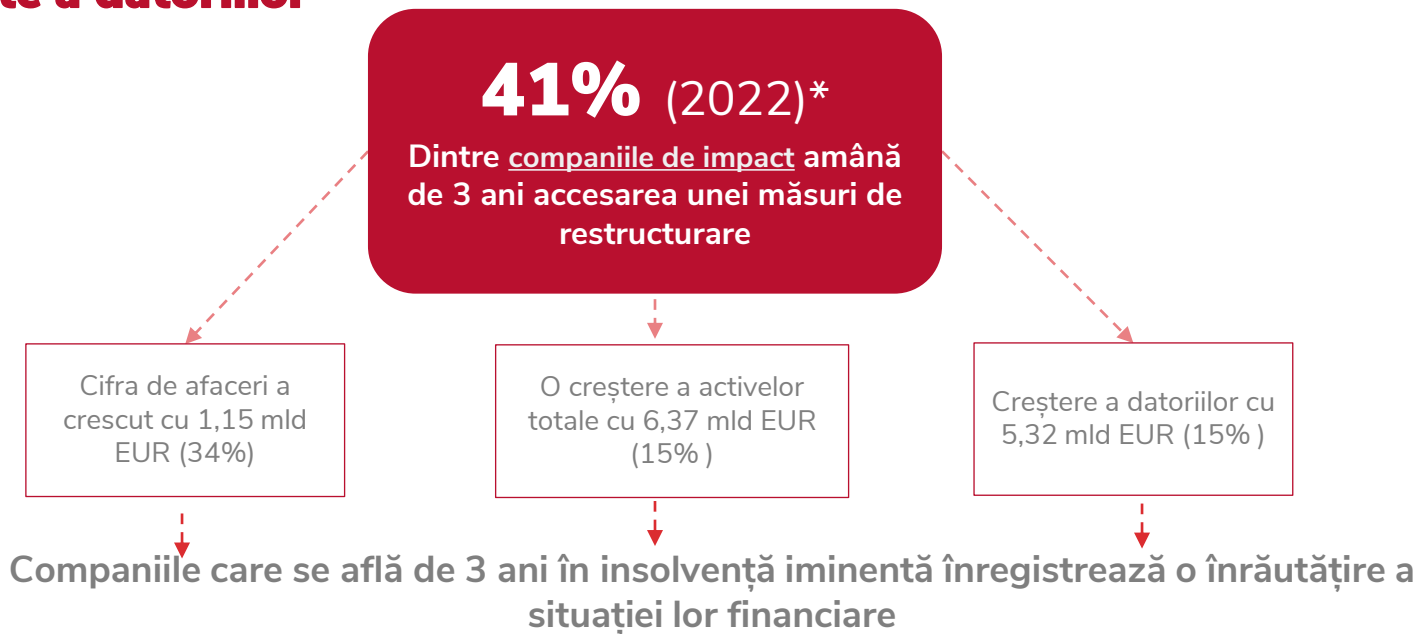 a datoriilor
41% (2022)*
Dintre companiile de impact amână
de 3 ani accesarea unei măsuri de
restructurare
Cifra de afaceri a
crescut cu 1,15 mld
EUR (34%)
O creștere a activelor
totale cu 6,37 mld EUR
(15% )
Creștere a datoriilor cu
5,32 mld EUR (15% )
Companiile care se află de 3 ani în insolvență iminentă înregistrează o înrăutățire a
situației lor financiare